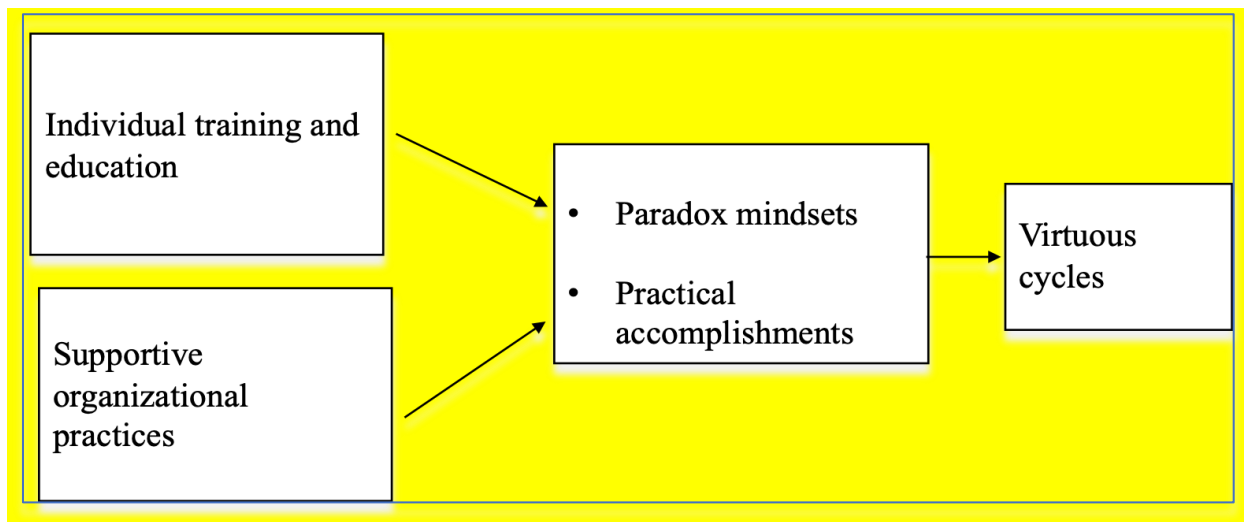 Individual training and
education
Supportive
organizational
practices
• Paradox mindsets
• Practical
accomplishments
Virtuous
cycles